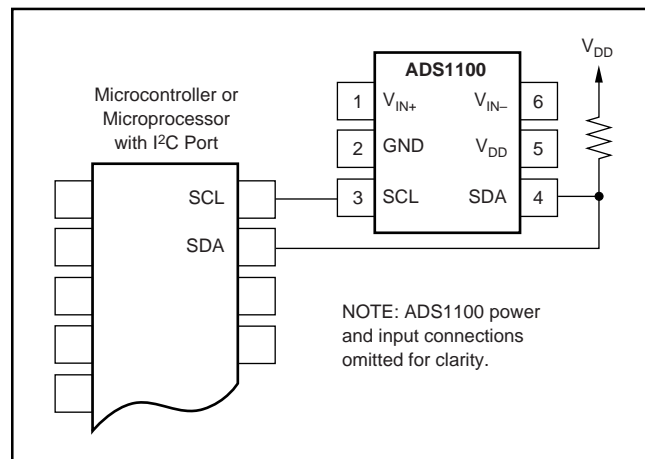 V_DD
ADS1100
Microcontroller or
Microprocessor
with I²C Port
1 V_IN+ V_IN– 6
2 GND V_DD 5
SCL 3 SCL SDA 4
SDA
NOTE: ADS1100 power
and input connections
omitted for clarity.